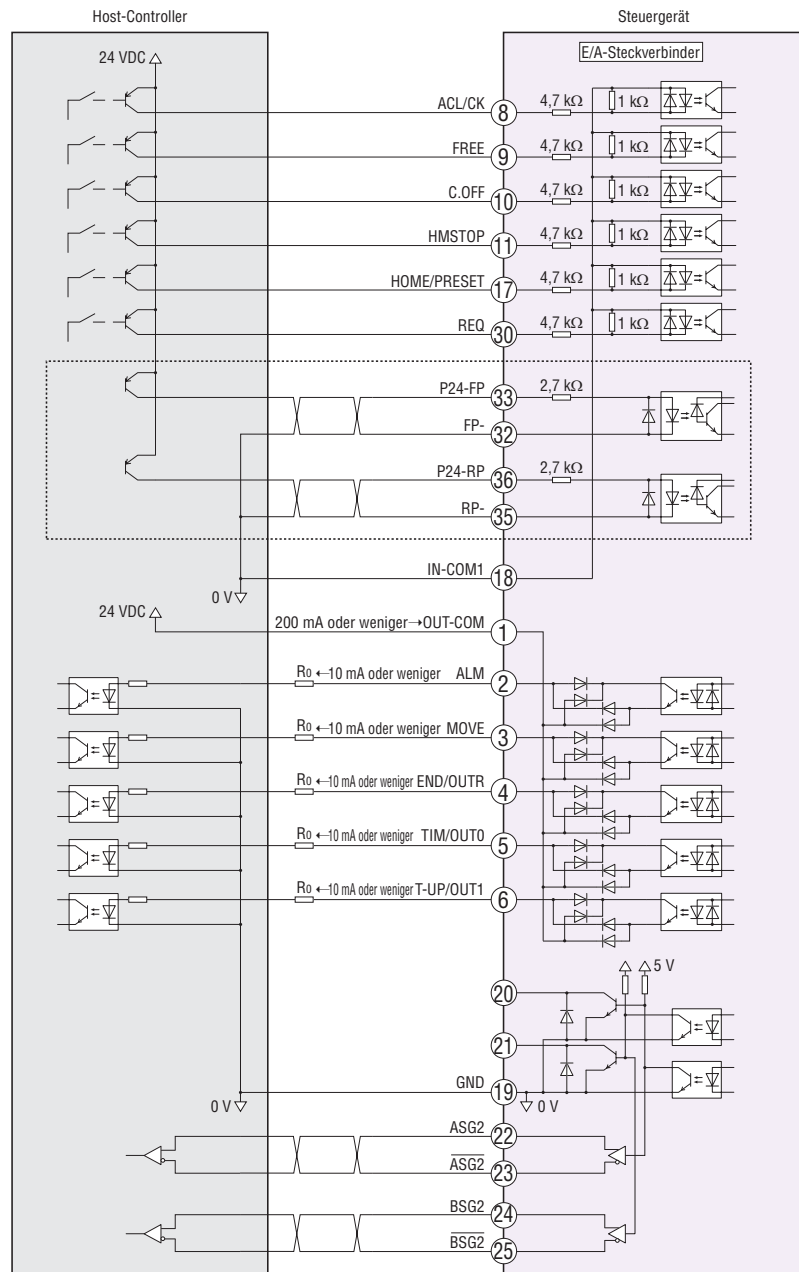 Host-Controller
Steuergerät
E/A-Steckverbinder
24 VDC
ACL/CK 8 4,7 kΩ 1 kΩ
FREE 9 4,7 kΩ 1 kΩ
C.OFF 10 4,7 kΩ 1 kΩ
HMSTOP 11 4,7 kΩ 1 kΩ
HOME/PRESET 17 4,7 kΩ 1 kΩ
REQ 30 4,7 kΩ 1 kΩ
P24-FP 33 2,7 kΩ
FP- 32
P24-RP 36 2,7 kΩ
RP- 35
IN-COM1 18
0 V
24 VDC
200 mA oder weniger→OUT-COM 1
R0 ←10 mA oder weniger ALM 2
R0 ←10 mA oder weniger MOVE 3
R0 ←10 mA oder weniger END/OUTR 4
R0 ←10 mA oder weniger TIM/OUT0 5
R0 ←10 mA oder weniger T-UP/OUT1 6
5 V
20
21
GND 19
0 V
0 V
ASG2 22
A̅S̅G̅2̅ 23
BSG2 24
B̅S̅G̅2̅ 25